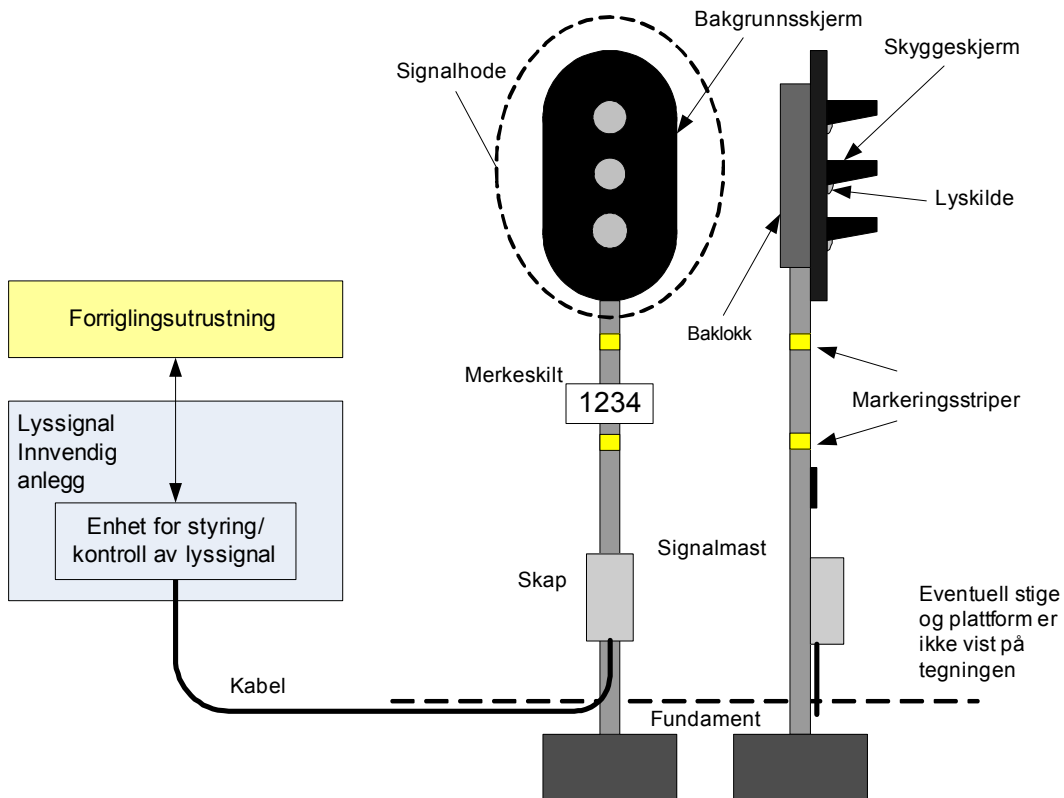 Bakgrunnsskjerm
Skyggeskjerm
Signalhode
Lyskilde
Forriglingsutrustning
Baklokk
Merkeskilt
1234
Markeringsstriper
Lyssignal
Innvendig
anlegg
Enhet for styring/
kontroll av lyssignal
Signalmast
Skap
Eventuell stige
og plattform er
ikke vist på
tegningen
Kabel
Fundament